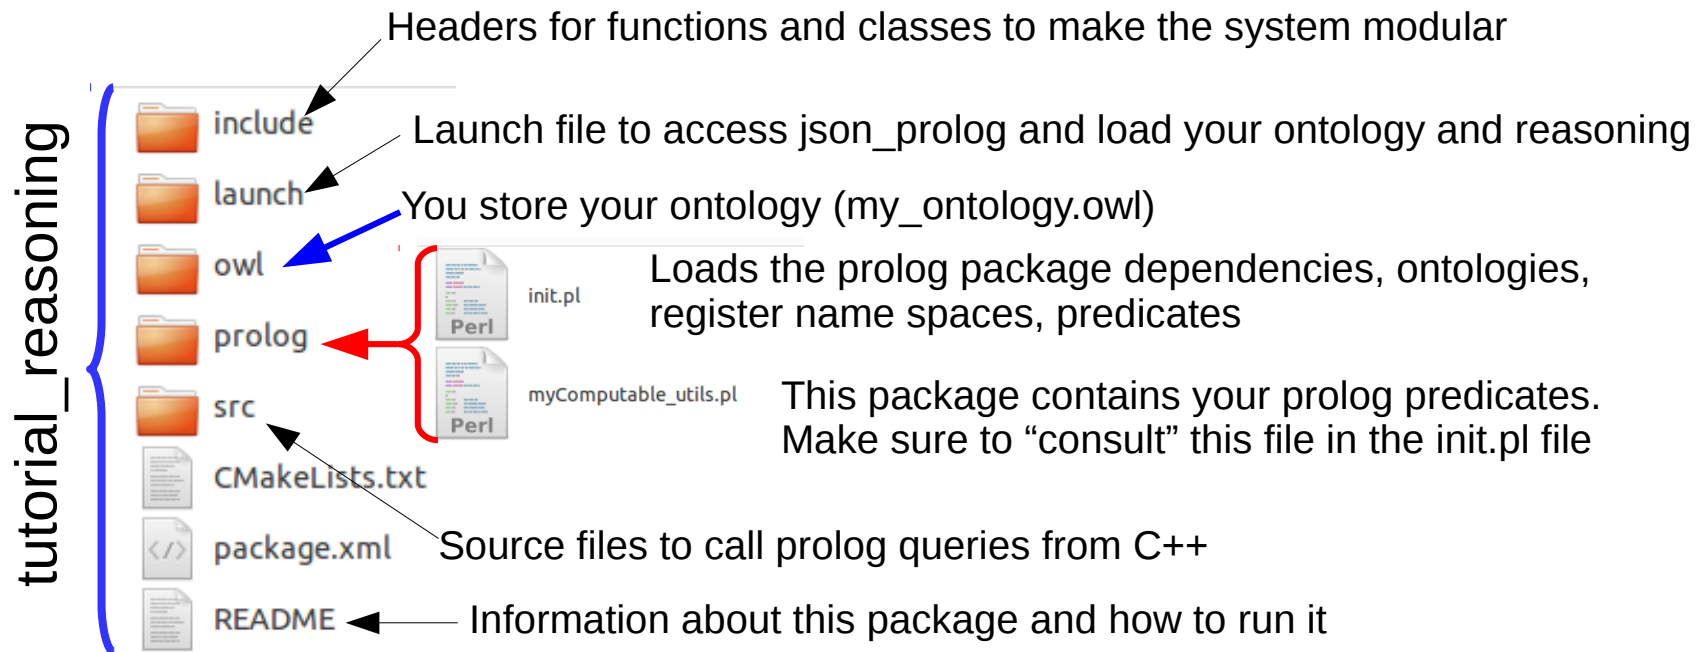 Headers for functions and classes to make the system modular
tutorial_reasoning
include
Launch file to access json_prolog and load your ontology and reasoning
launch
You store your ontology (my_ontology.owl)
owl
Loads the prolog package dependencies, ontologies,
register name spaces, predicates
init.pl
Perl
prolog
This package contains your prolog predicates.
Make sure to “consult” this file in the init.pl file
myComputable_utils.pl
Perl
src
CMakeLists.txt
Source files to call prolog queries from C++
package.xml
</>
Information about this package and how to run it
README